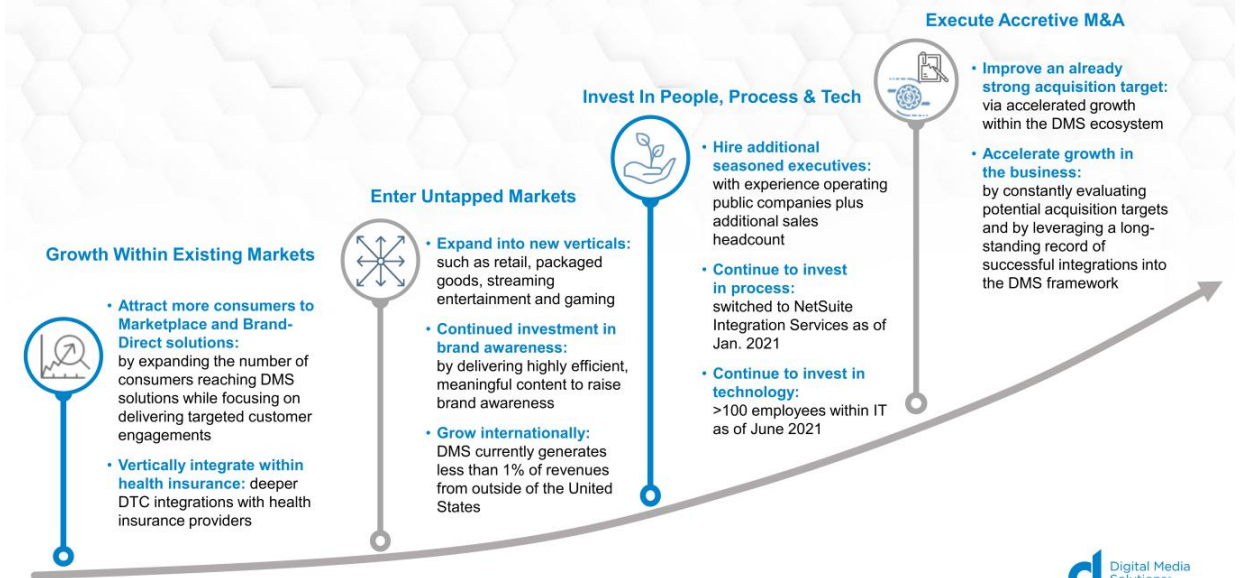 Growth Within Existing Markets
• Attract more consumers to
Marketplace and Brand-
Direct solutions:
by expanding the number of
consumers reaching DMS
solutions while focusing on
delivering targeted customer
engagements
• Vertically integrate within
health insurance: deeper
DTC integrations with health
insurance providers
Enter Untapped Markets
• Expand into new verticals:
such as retail, packaged
goods, streaming
entertainment and gaming
• Continued investment in
brand awareness:
by delivering highly efficient,
meaningful content to raise
brand awareness
• Grow internationally:
DMS currently generates
less than 1% of revenues
from outside of the United
States
Invest In People, Process & Tech
• Hire additional
seasoned executives:
with experience operating
public companies plus
additional sales
headcount
• Continue to invest
in process:
switched to NetSuite
Integration Services as of
Jan. 2021
• Continue to invest in
technology:
>100 employees within IT
as of June 2021
Execute Accretive M&A
• Improve an already
strong acquisition target:
via accelerated growth
within the DMS ecosystem
• Accelerate growth in
the business:
by constantly evaluating
potential acquisition targets
and by leveraging a long-
standing record of
successful integrations into
the DMS framework
Digital Media